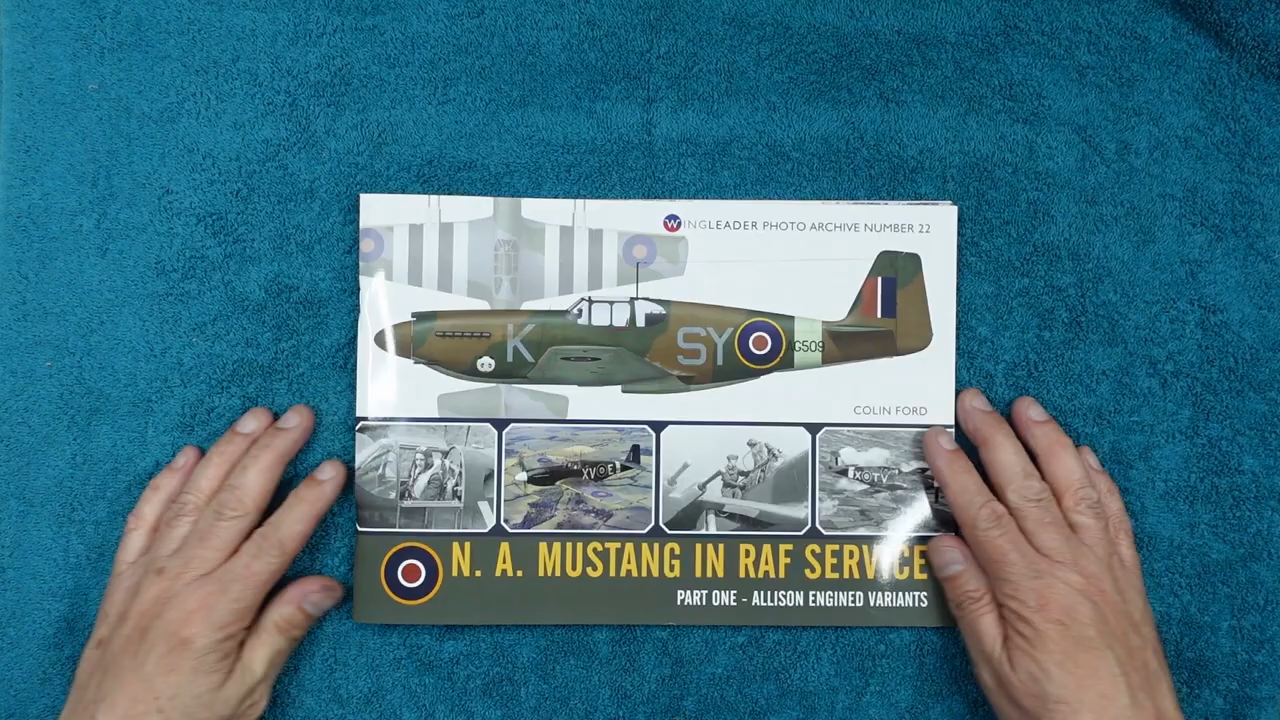 WINGLEADER PHOTO ARCHIVE NUMBER 22
K SY AG509
COLIN FORD
XV E
X TV
N. A. MUSTANG IN RAF SERVICE
PART ONE - ALLISON ENGINED VARIANTS